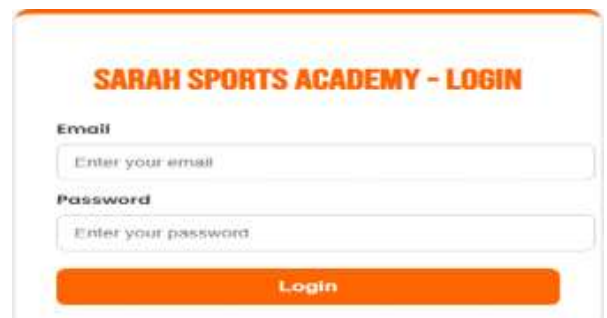 SARAH SPORTS ACADEMY - LOGIN
Email
Enter your email
Password
Enter your password
Login